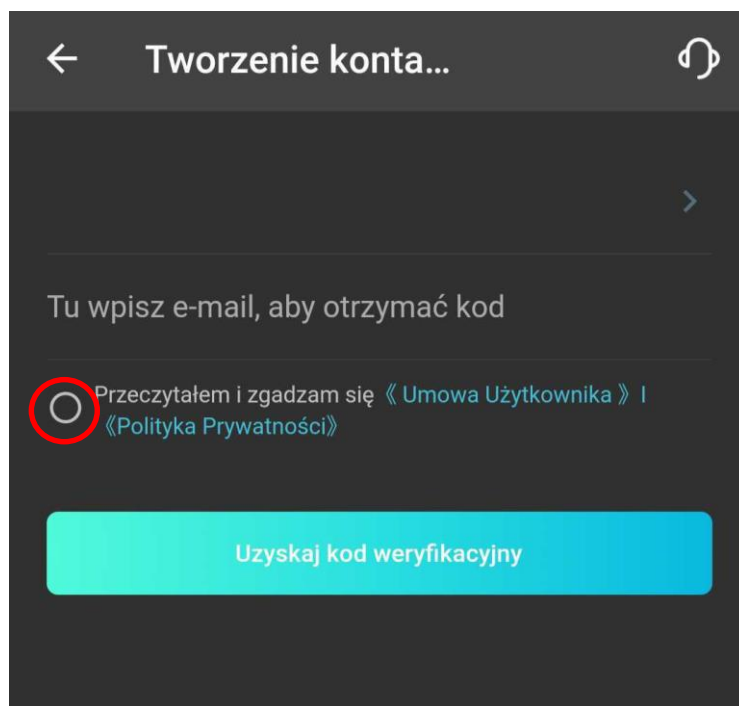 Tworzenie konta...
Tu wpisz e-mail, aby otrzymać kod
Przeczytałem i zgadzam się 《 Umowa Użytkownika 》 I
《Polityka Prywatności》
Uzyskaj kod weryfikacyjny